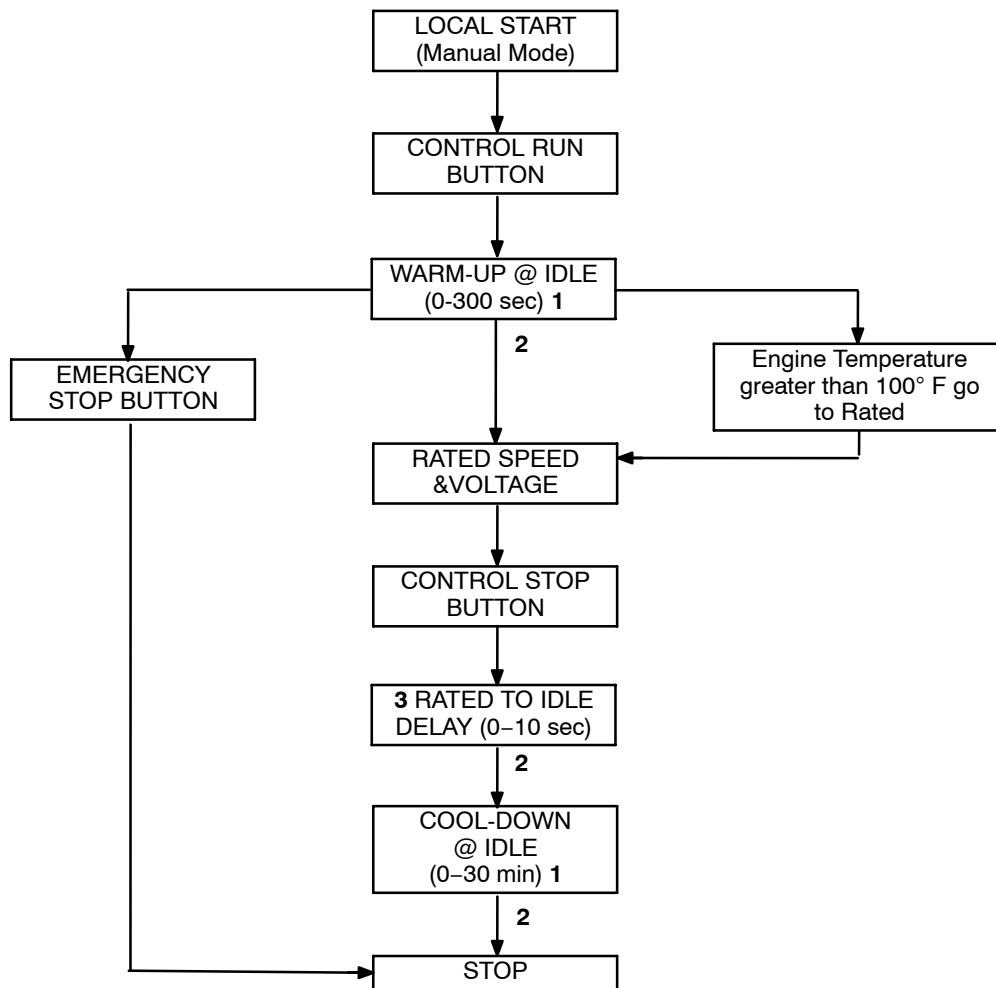 LOCAL START
(Manual Mode)
CONTROL RUN
BUTTON
WARM-UP @ IDLE
(0-300 sec) 1
2
EMERGENCY
STOP BUTTON
Engine Temperature
greater than 100° F go
to Rated
RATED SPEED
&VOLTAGE
CONTROL STOP
BUTTON
3 RATED TO IDLE
DELAY (0–10 sec)
2
COOL-DOWN
@ IDLE
(0–30 min) 1
2
STOP